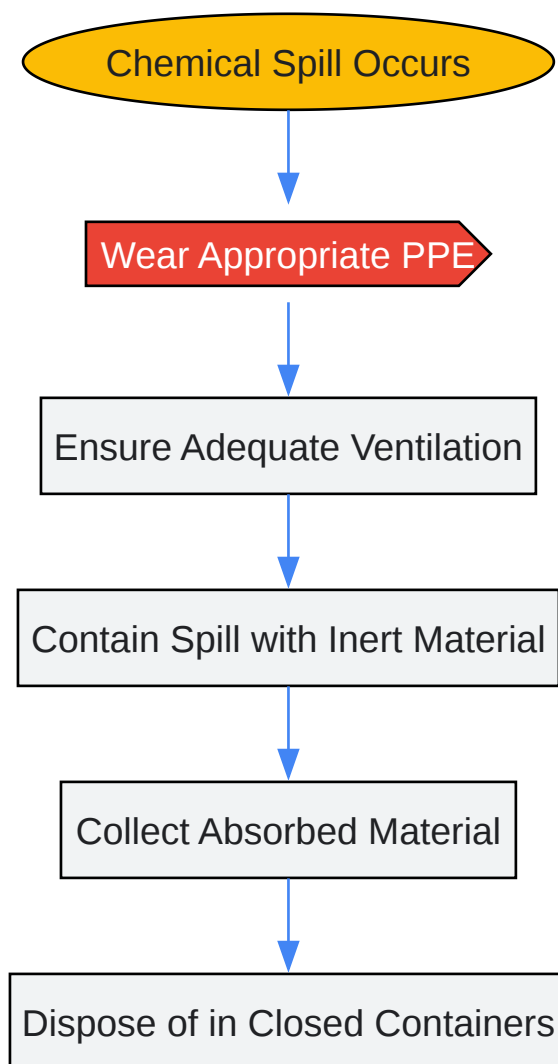 Chemical Spill Occurs
Wear Appropriate PPE
Ensure Adequate Ventilation
Contain Spill with Inert Material
Collect Absorbed Material
Dispose of in Closed Containers